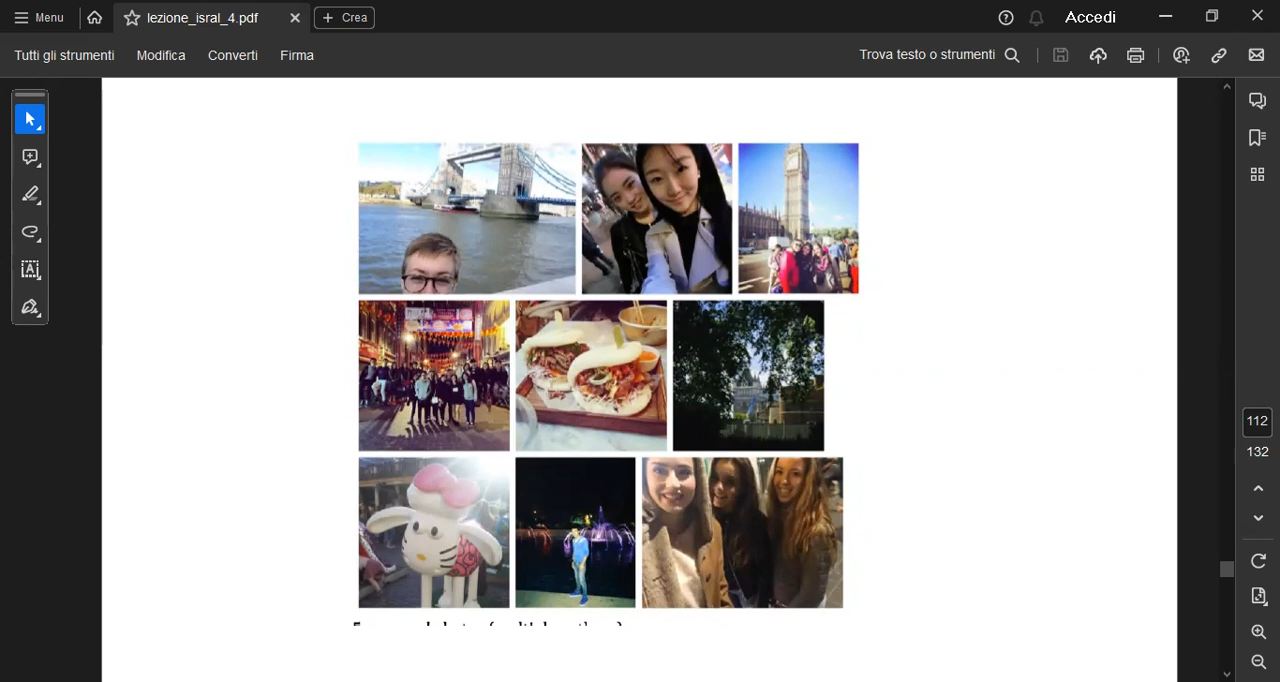 Menu
lezione_isral_4.pdf
Crea
Accedi
Tutti gli strumenti
Modifica
Converti
Firma
Trova testo o strumenti
112
132